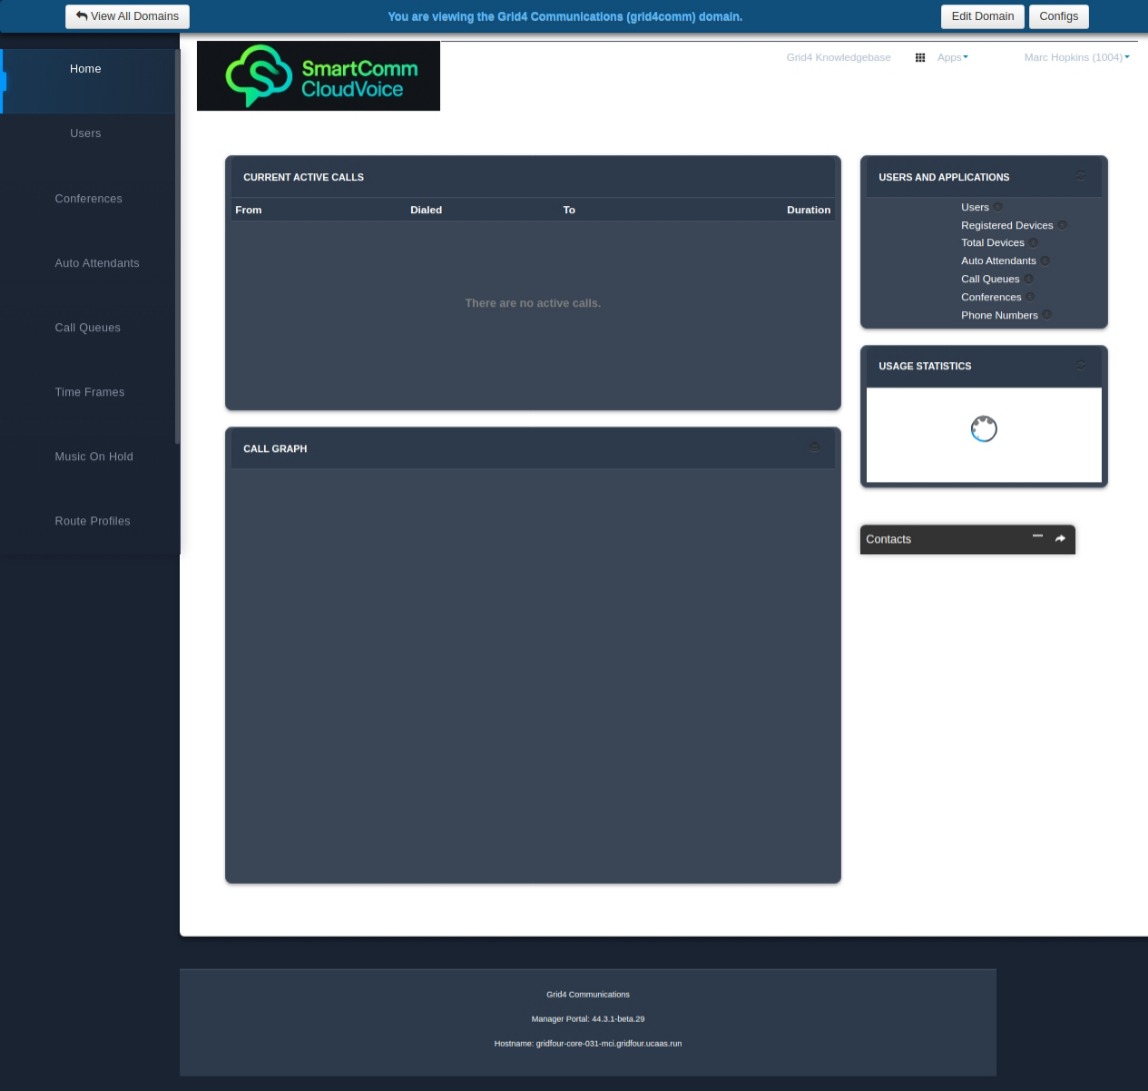 View All Domains
You are viewing the Grid4 Communications (grid4comm) domain.
Edit Domain
Configs
Home
Users
Conferences
Auto Attendants
Call Queues
Time Frames
Music On Hold
Route Profiles
SmartComm
CloudVoice
Grid4 Knowledgebase
Apps
Marc Hopkins (1004)
CURRENT ACTIVE CALLS
From Dialed To Duration
There are no active calls.
CALL GRAPH
USERS AND APPLICATIONS
Users
Registered Devices
Total Devices
Auto Attendants
Call Queues
Conferences
Phone Numbers
USAGE STATISTICS
Contacts
Grid4 Communications
Manager Portal: 44.3.1-beta.29
Hostname: gridfour-core-031-mci.gridfour.ucaas.run